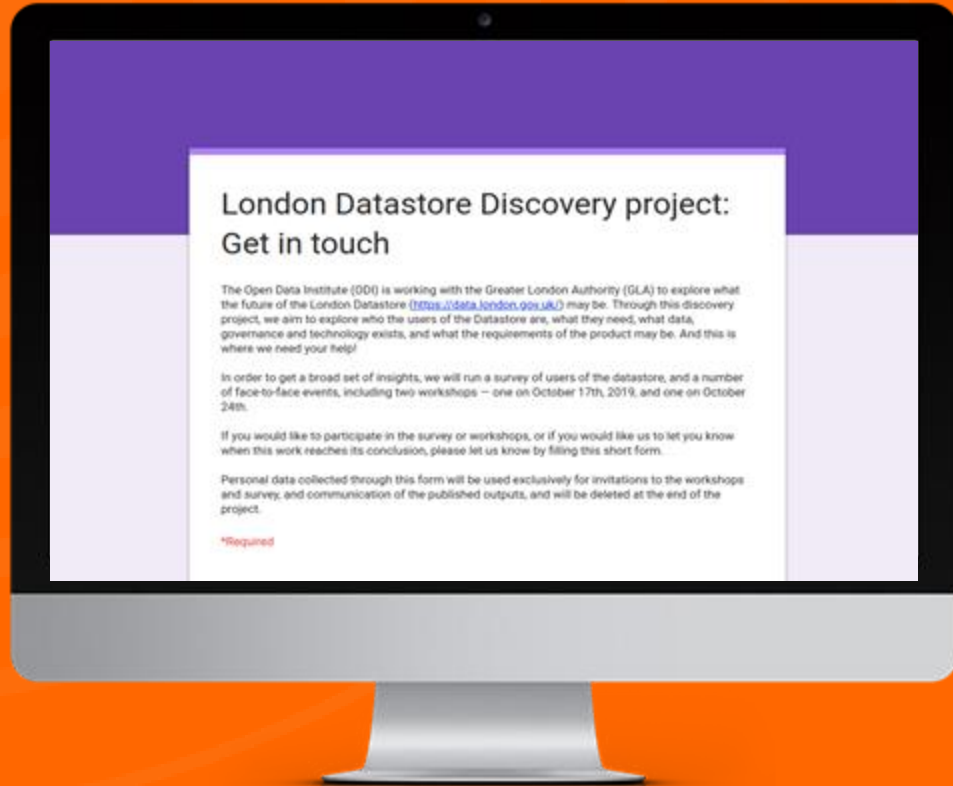 London Datastore Discovery project:
Get in touch
The Open Data Institute (ODI) is working with the Greater London Authority (GLA) to explore what
the future of the London Datastore (https://data.london.gov.uk/) may be. Through this discovery
project, we aim to explore who the users of the Datastore are, what they need, what data,
governance and technology exists, and what the requirements of the product may be. And this is
where we need your help!
In order to get a broad set of insights, we will run a survey of users of the datastore, and a number
of face-to-face events, including two workshops — one on October 17th, 2019, and one on October
24th.
If you would like to participate in the survey or workshops, or if you would like us to let you know
when this work reaches its conclusion, please let us know by filling this short form.
Personal data collected through this form will be used exclusively for invitations to the workshops
and survey, and communication of the published outputs, and will be deleted at the end of the
project.
*Required